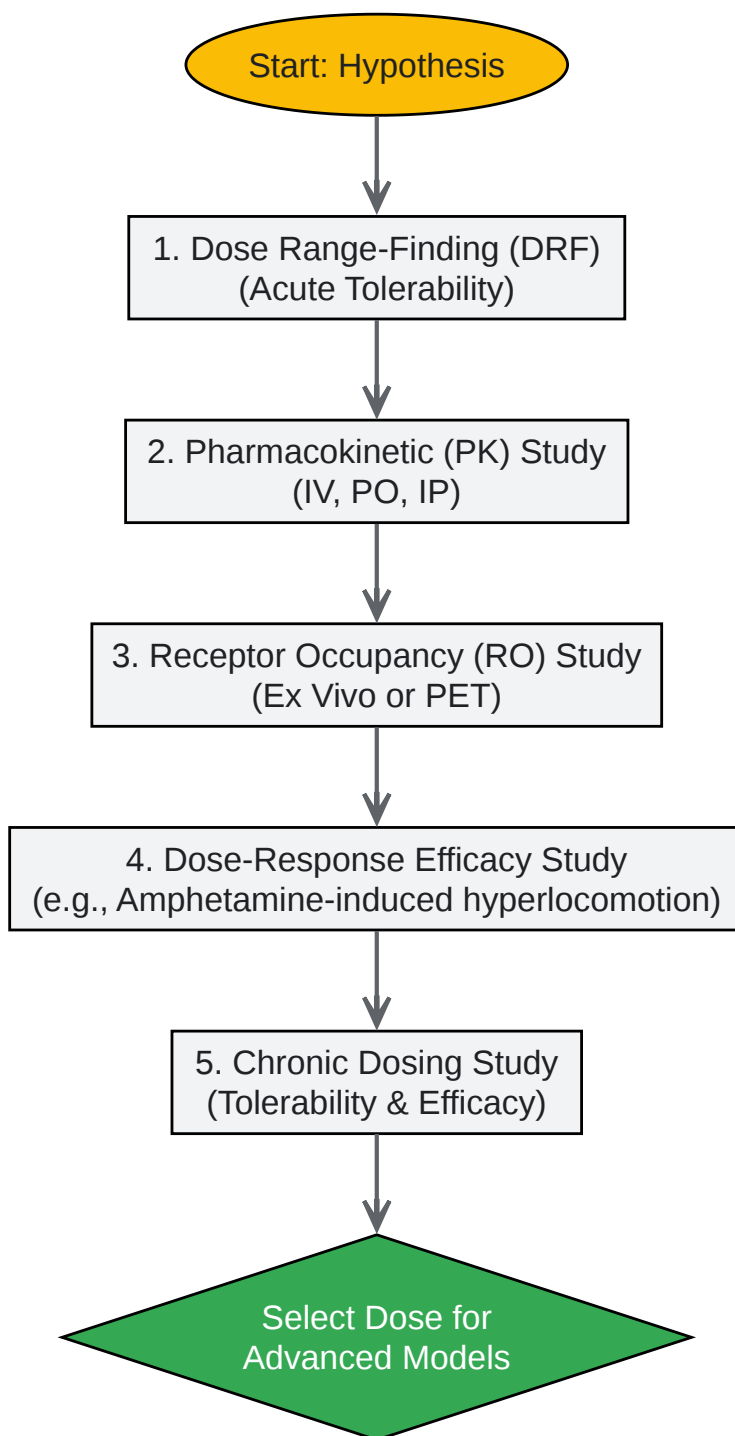 Start: Hypothesis
1. Dose Range-Finding (DRF)
(Acute Tolerability)
2. Pharmacokinetic (PK) Study
(IV, PO, IP)
3. Receptor Occupancy (RO) Study
(Ex Vivo or PET)
4. Dose-Response Efficacy Study
(e.g., Amphetamine-induced hyperlocomotion)
5. Chronic Dosing Study
(Tolerability & Efficacy)
Select Dose for
Advanced Models